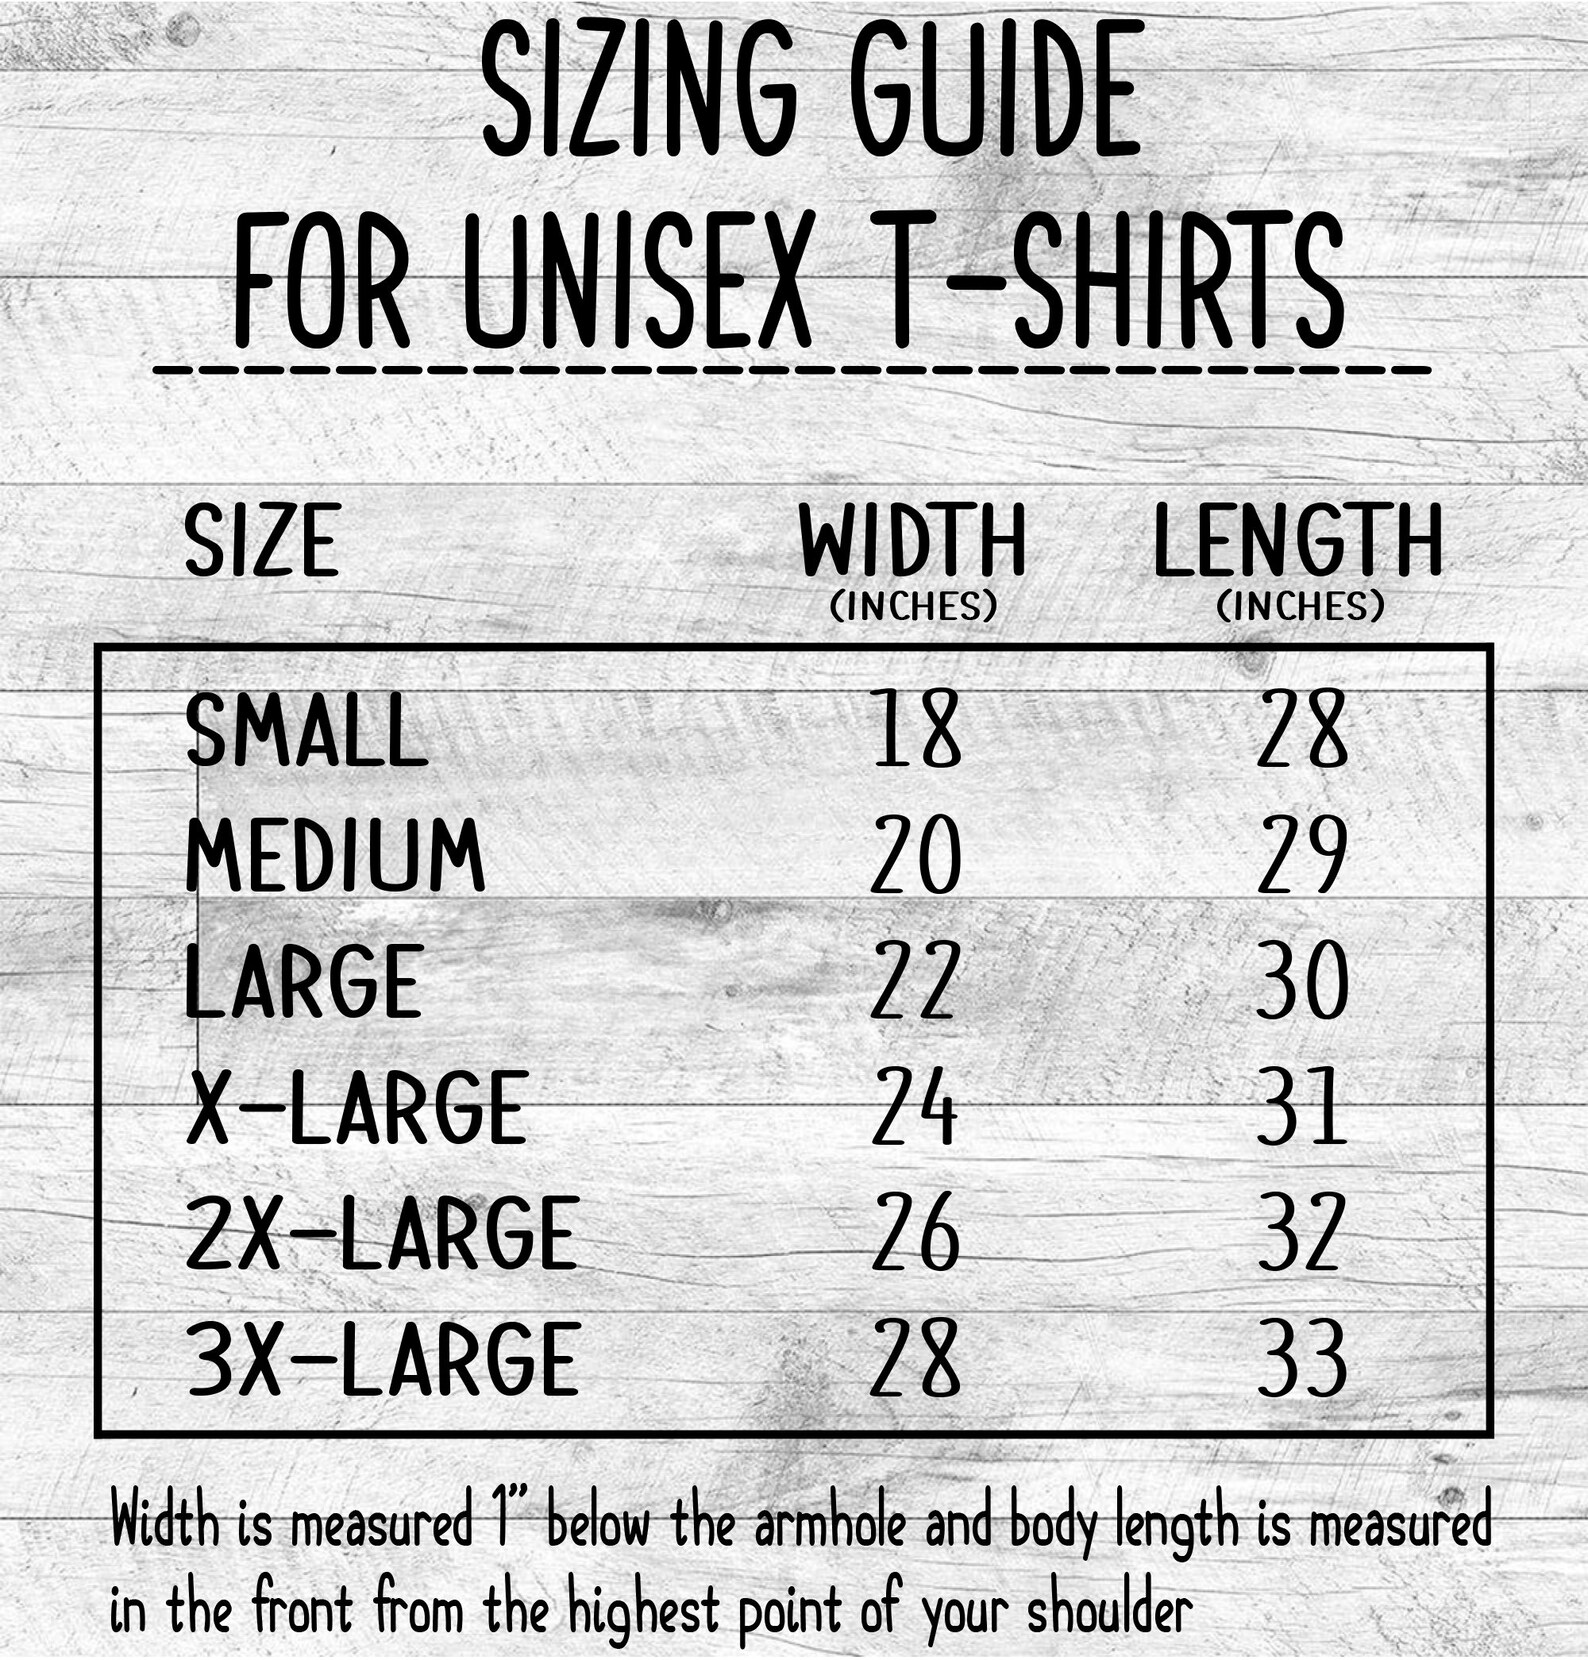 SIZING GUIDE
FOR UNISEX T-SHIRTS
SIZE WIDTH LENGTH
(INCHES) (INCHES)
SMALL 18 28
MEDIUM 20 29
LARGE 22 30
X-LARGE 24 31
2X-LARGE 26 32
3X-LARGE 28 33
Width is measured 1” below the armhole and body length is measured
in the front from the highest point of your shoulder